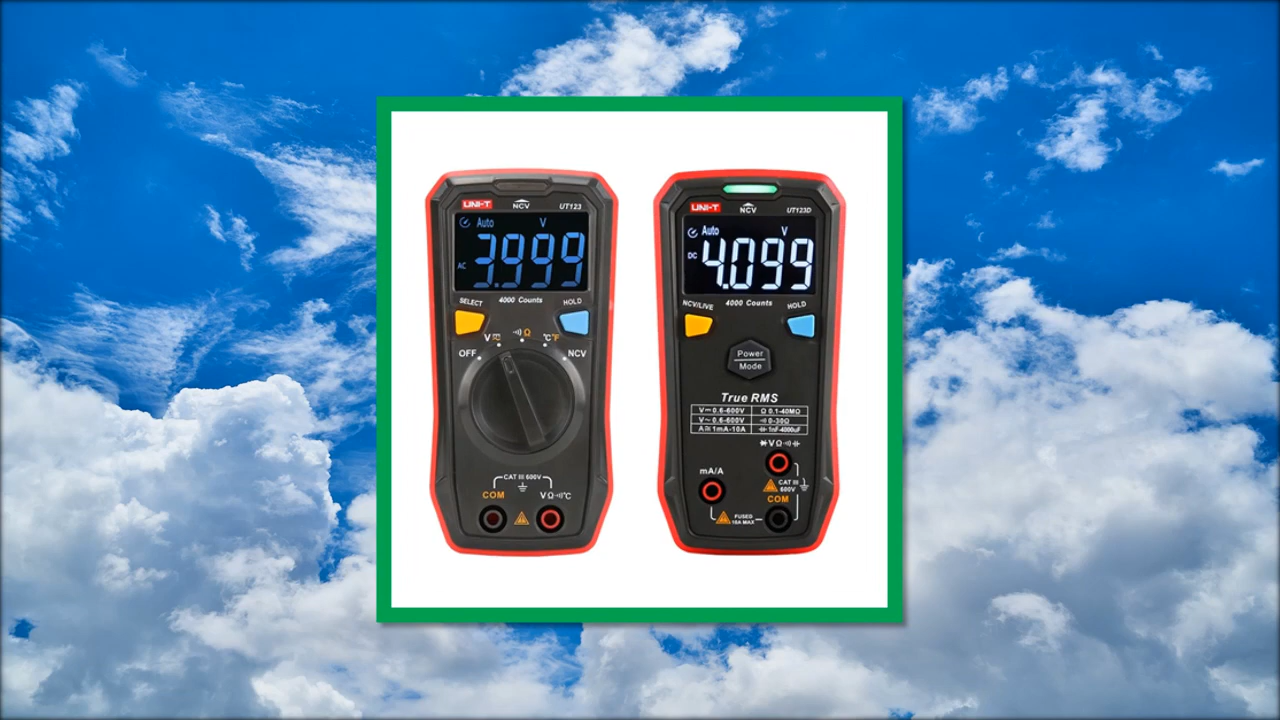 UNI-T NCV UT123
Auto V
AC 3.999
SELECT 4000 Counts HOLD
OFF V Ω °C°F NCV
CAT III 600V
COM VΩ °C
UNI-T NCV UT123D
Auto V
DC 4.099
NCV/LIVE 4000 Counts HOLD
Power
Mode
True RMS
V 0.6-600V Ω 0.1-40MΩ
V~0.6-600V 0-30Ω
A 1mA-10A 1nF-4000uF
VΩ
mA/A
CAT III
600V
COM
FUSED
10A MAX